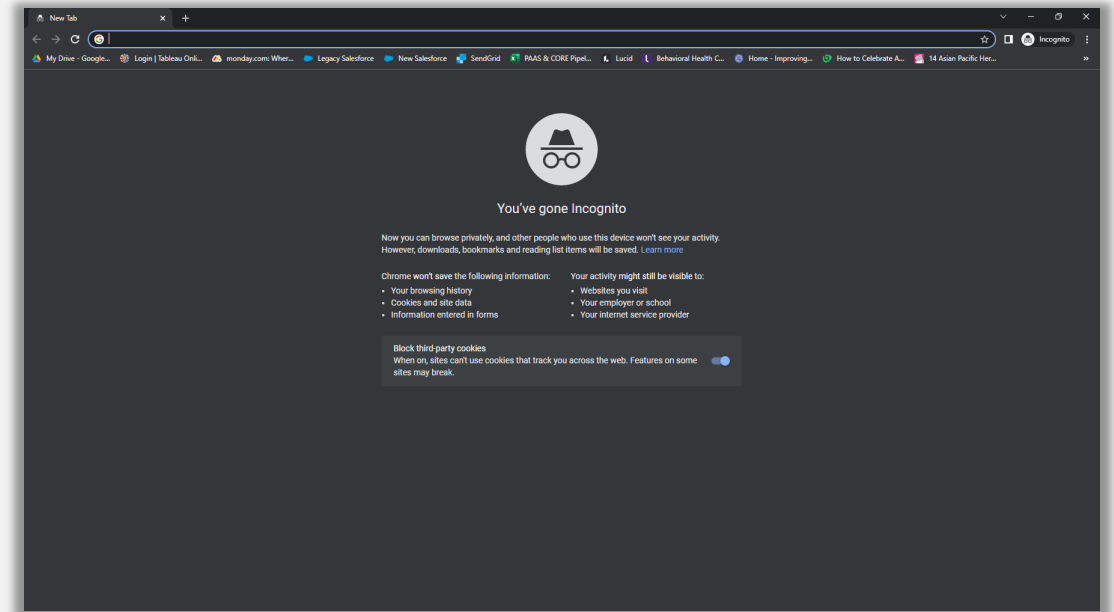 New Tab
Incognito
My Drive - Google... Login | Tableau Onli... monday.com: Wher... Legacy Salesforce New Salesforce SendGrid PAAS & CORE Pipel... Lucid Behavioral Health C... Home - Improving... How to Celebrate A... 14 Asian Pacific Her...
You've gone Incognito
Now you can browse privately, and other people who use this device won't see your activity.
However, downloads, bookmarks and reading list items will be saved. Learn more
Chrome won't save the following information:
• Your browsing history
• Cookies and site data
• Information entered in forms
Your activity might still be visible to:
• Websites you visit
• Your employer or school
• Your internet service provider
Block third-party cookies
When on, sites can't use cookies that track you across the web. Features on some
sites may break.